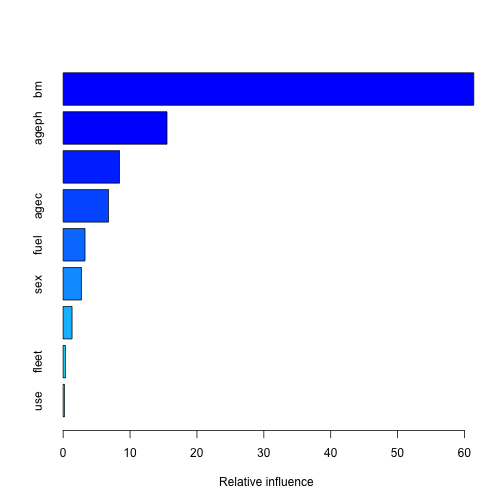 bm
ageph
agec
fuel
sex
fleet
use
0 10 20 30 40 50 60
Relative influence